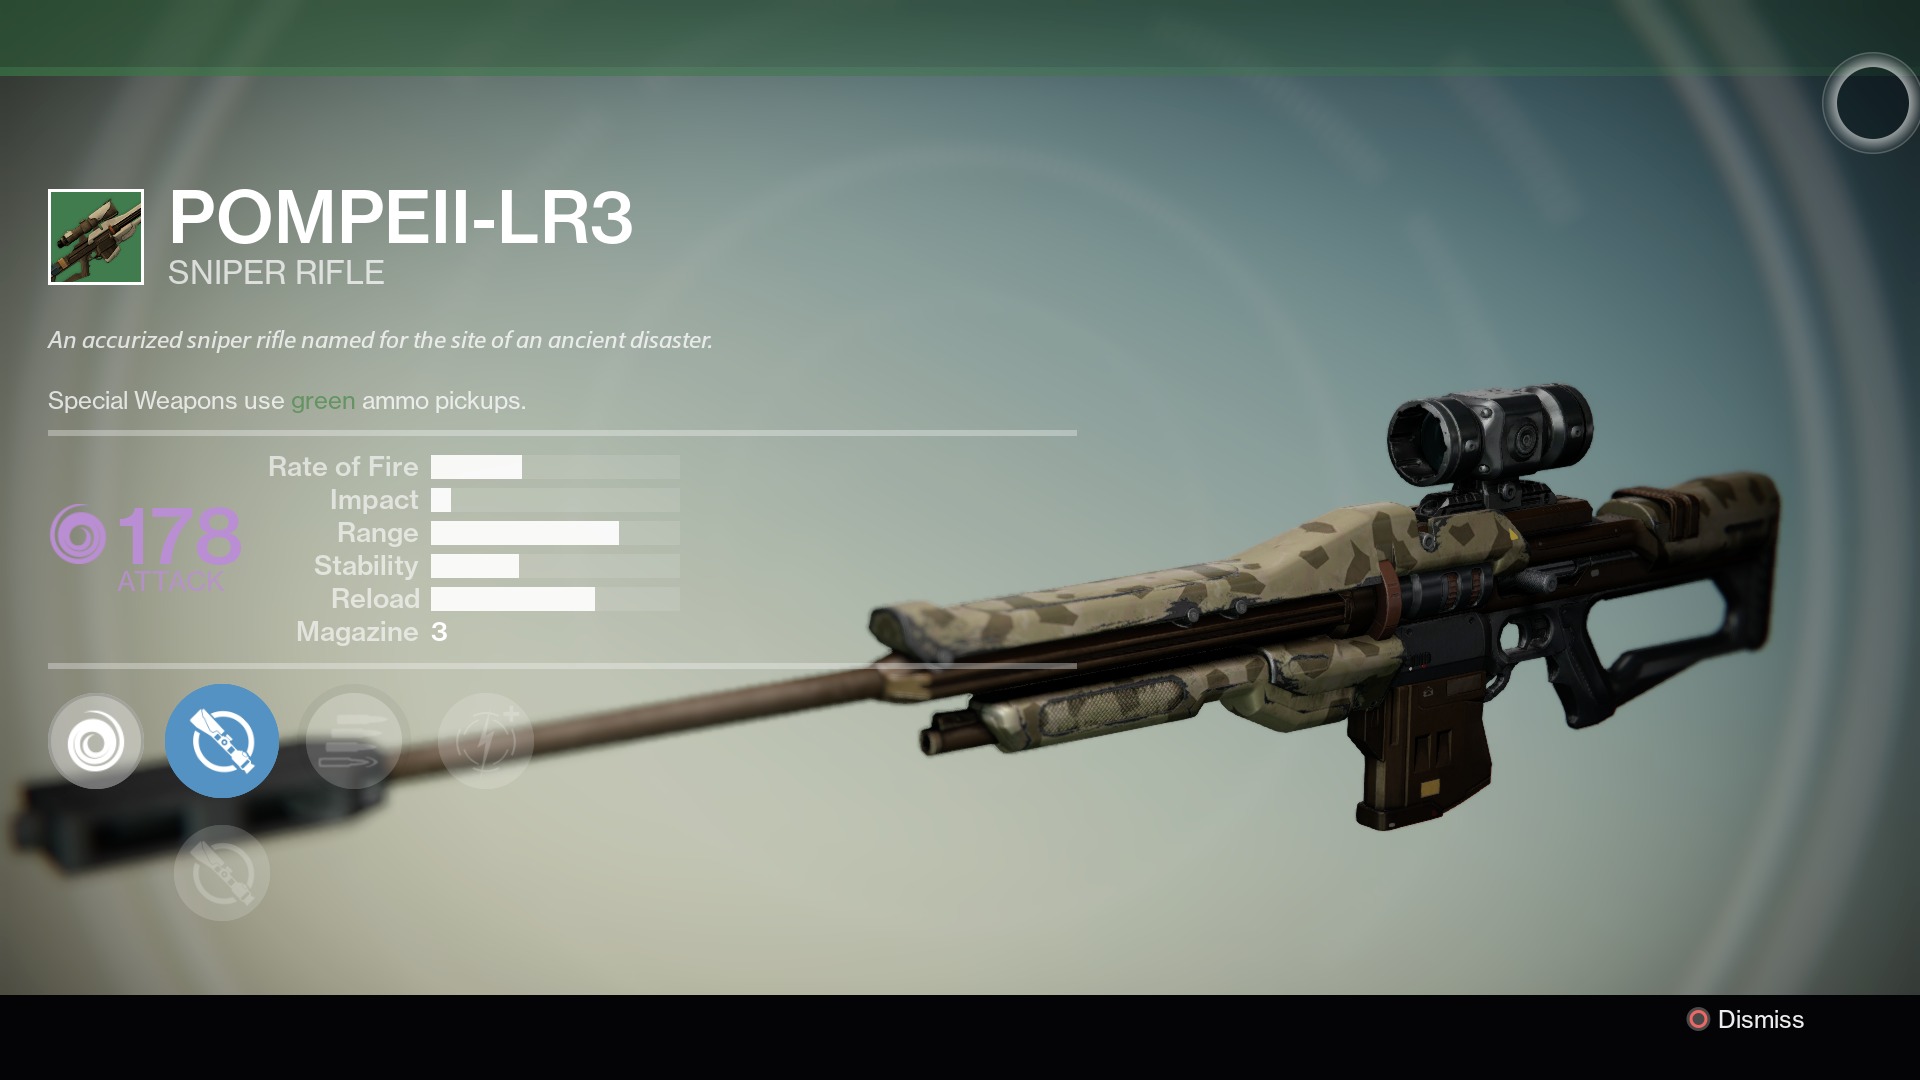 POMPEII-LR3
SNIPER RIFLE
An accurized sniper rifle named for the site of an ancient disaster.
Special Weapons use green ammo pickups.
178
ATTACK
Rate of Fire
Impact
Range
Stability
Reload
Magazine 3
Dismiss